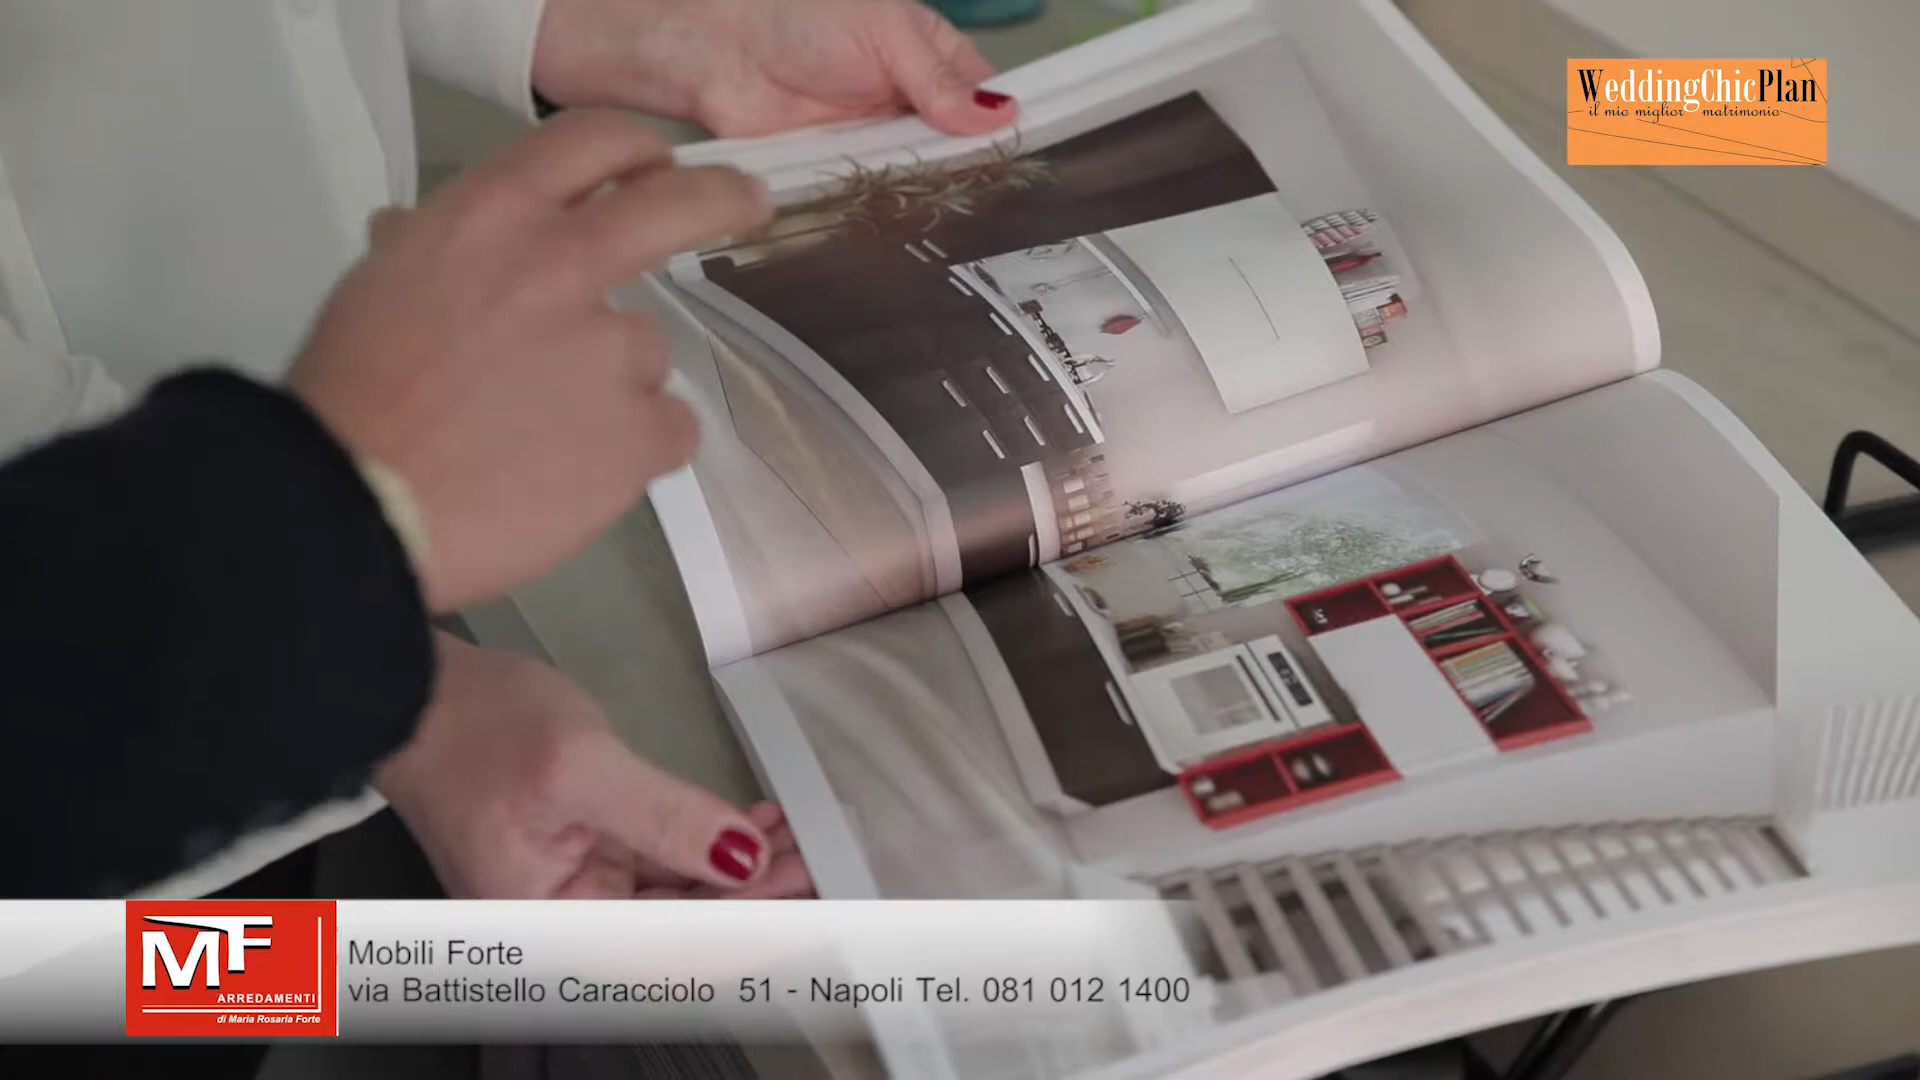 WeddingChicPlan
il mio miglior matrimonio
MF
ARREDAMENTI
di Maria Rosaria Forte
Mobili Forte
via Battistello Caracciolo 51 - Napoli Tel. 081 012 1400